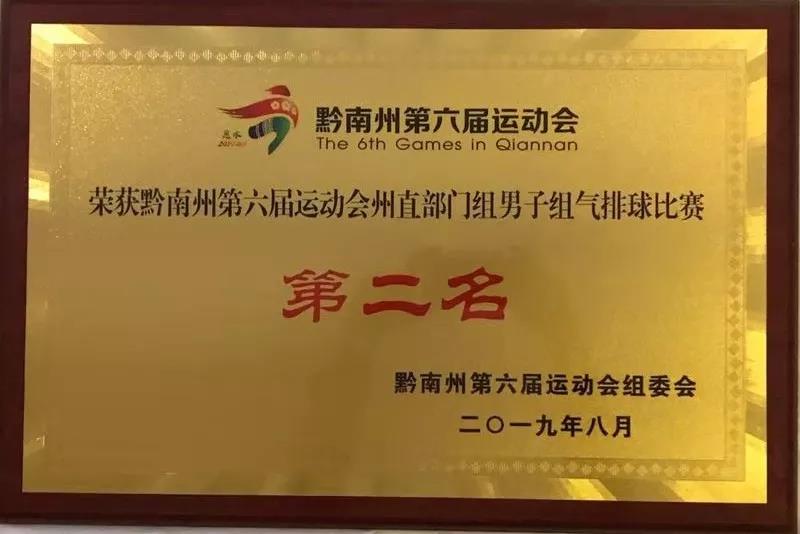 黔南州第六届运动会
The 6th Games in Qiannan
惠水
荣获黔南州第六届运动会州直部门组男子组气排球比赛
第二名
黔南州第六届运动会组委会
二〇一九年八月